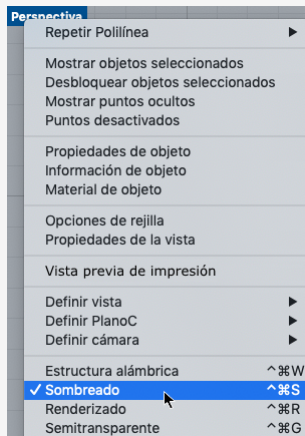 Perspectiva
Repetir Polilínea ▶
Mostrar objetos seleccionados
Desbloquear objetos seleccionados
Mostrar puntos ocultos
Puntos desactivados
Propiedades de objeto
Información de objeto
Material de objeto
Opciones de rejilla
Propiedades de la vista
Vista previa de impresión
Definir vista ▶
Definir PlanoC ▶
Definir cámara ▶
Estructura alámbrica ^⌘W
✓ Sombreado ^⌘S
Renderizado ^⌘R
Semitransparente ^⌘G